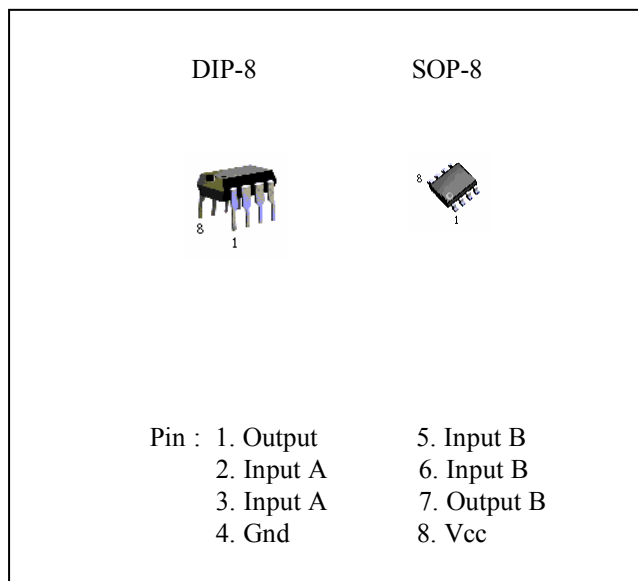 DIP-8 SOP-8
8
1
8
1
Pin : 1. Output 5. Input B
2. Input A 6. Input B
3. Input A 7. Output B
4. Gnd 8. Vcc